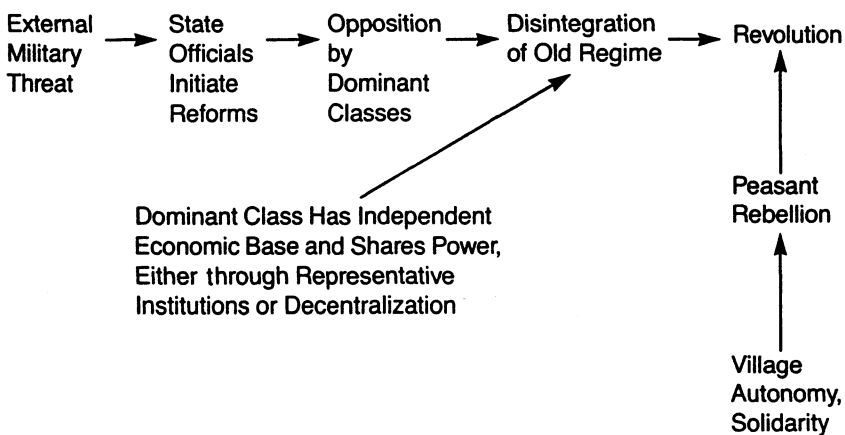 External
Military
Threat
State
Officials
Initiate
Reforms
Opposition
by
Dominant
Classes
Disintegration
of Old Regime
Revolution
Dominant Class Has Independent
Economic Base and Shares Power,
Either through Representative
Institutions or Decentralization
Peasant
Rebellion
Village
Autonomy,
Solidarity